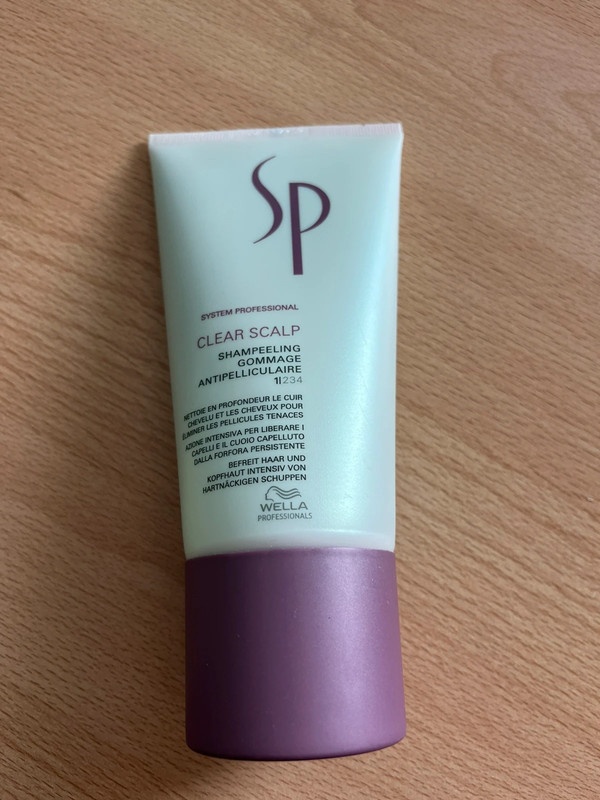 SP
SYSTEM PROFESSIONAL
CLEAR SCALP
SHAMPEELING
GOMMAGE
ANTIPELLICULAIRE
1|234
NETTOIE EN PROFONDEUR LE CUIR
CHEVELU ET LES CHEVEUX POUR
ÉLIMINER LES PELLICULES TENACES
AZIONE INTENSIVA PER LIBERARE I
CAPELLI E IL CUOIO CAPELLUTO
DALLA FORFORA PERSISTENTE
BEFREIT HAAR UND
KOPFHAUT INTENSIV VON
HARTNÄCKIGEN SCHUPPEN
WELLA
PROFESSIONALS